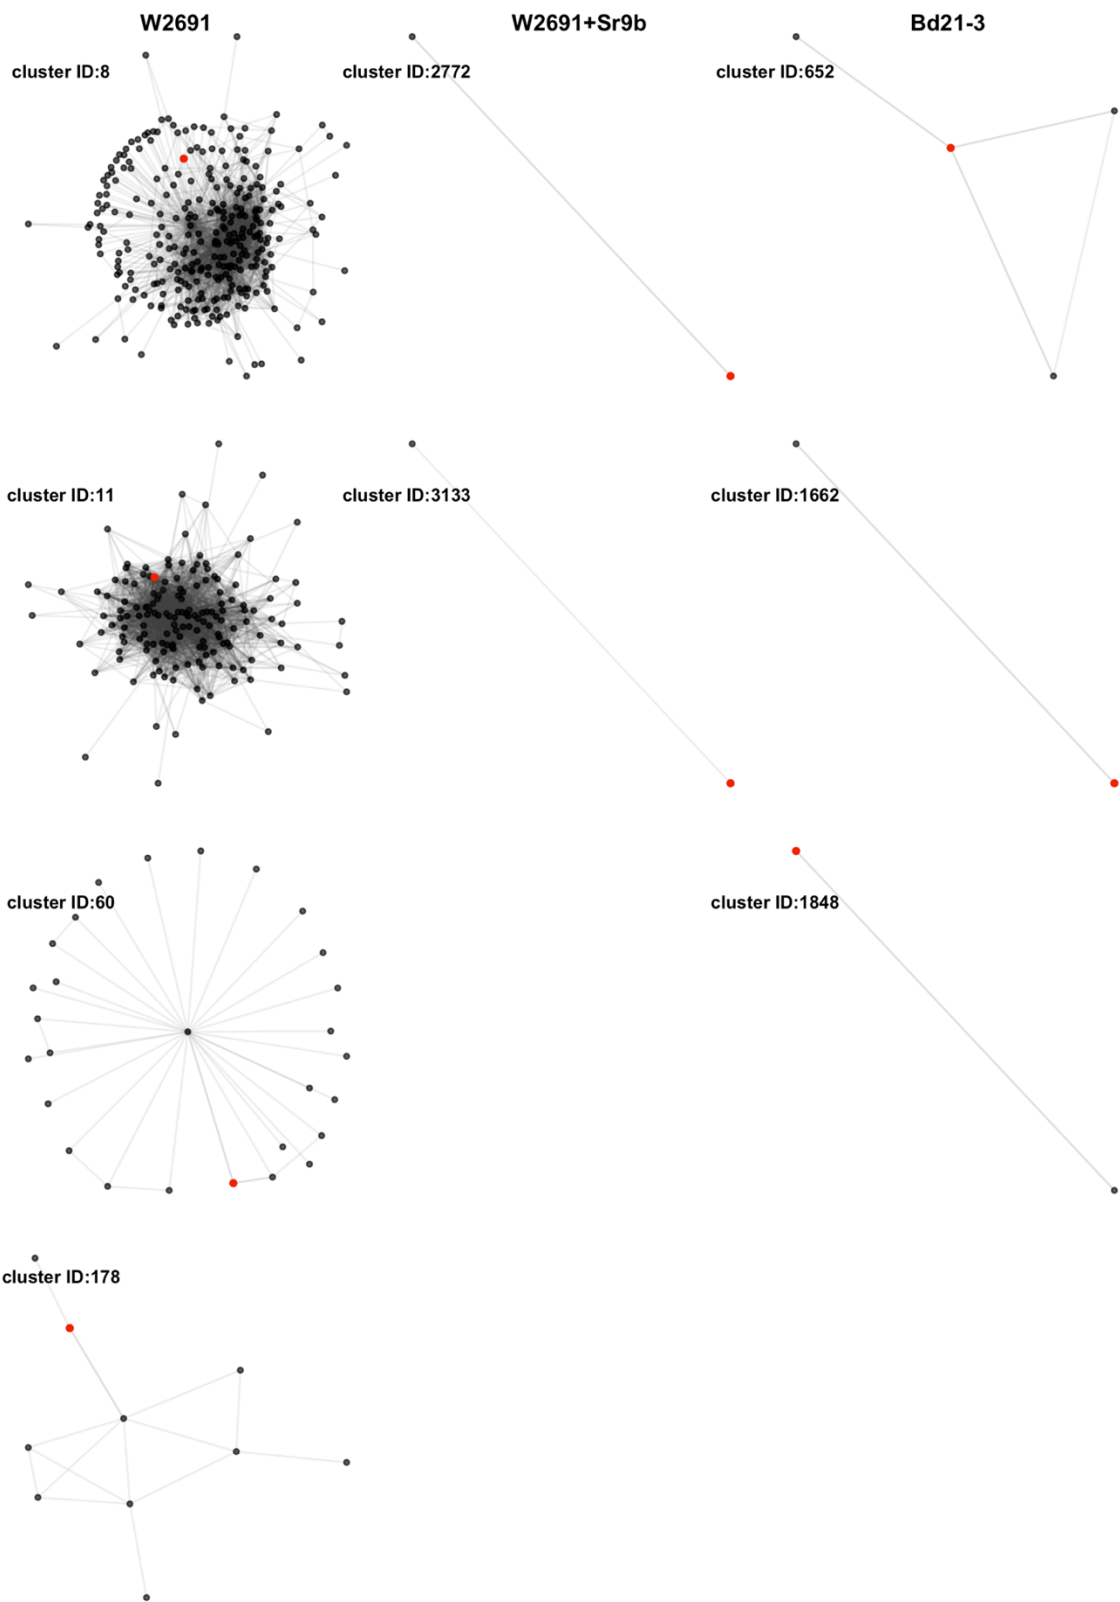 W2691 W2691+Sr9b Bd21-3
cluster ID:8 cluster ID:2772 cluster ID:652
cluster ID:11 cluster ID:3133 cluster ID:1662
cluster ID:60 cluster ID:1848
cluster ID:178